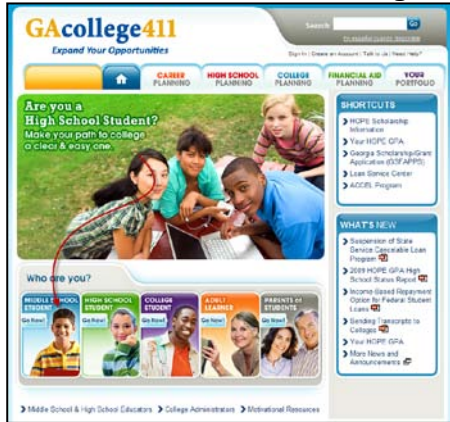 GAcollege411
Expand Your Opportunities
Search
Go
Sign In | Create an Account | Talk to Us | Need Help?
CAREER PLANNING
HIGH SCHOOL PLANNING
COLLEGE PLANNING
FINANCIAL AID PLANNING
YOUR PORTFOLIO
Are you a
High School Student?
Make your path to college
a clear & easy one.
SHORTCUTS
HOPE Scholarship
Information
Your HOPE GPA
Georgia Scholarship/Grant
Application (GSFAPPS)
Loan Service Center
ACCEL Program
WHAT'S NEW
Suspension of State
Service Cancelable Loan
Program
2009 HOPE GPA High
School Status Report
Income-Based Repayment
Option for Federal Student
Loans
Sending Transcripts to
Colleges
Your HOPE GPA
More News and
Announcements
Who are you?
MIDDLE SCHOOL
STUDENT
Go Now!
HIGH SCHOOL
STUDENT
Go Now!
COLLEGE
STUDENT
Go Now!
ADULT
LEARNER
Go Now!
PARENTS of
STUDENTS
Go Now!
Middle School & High School Educators
College Administrators
Motivational Resources